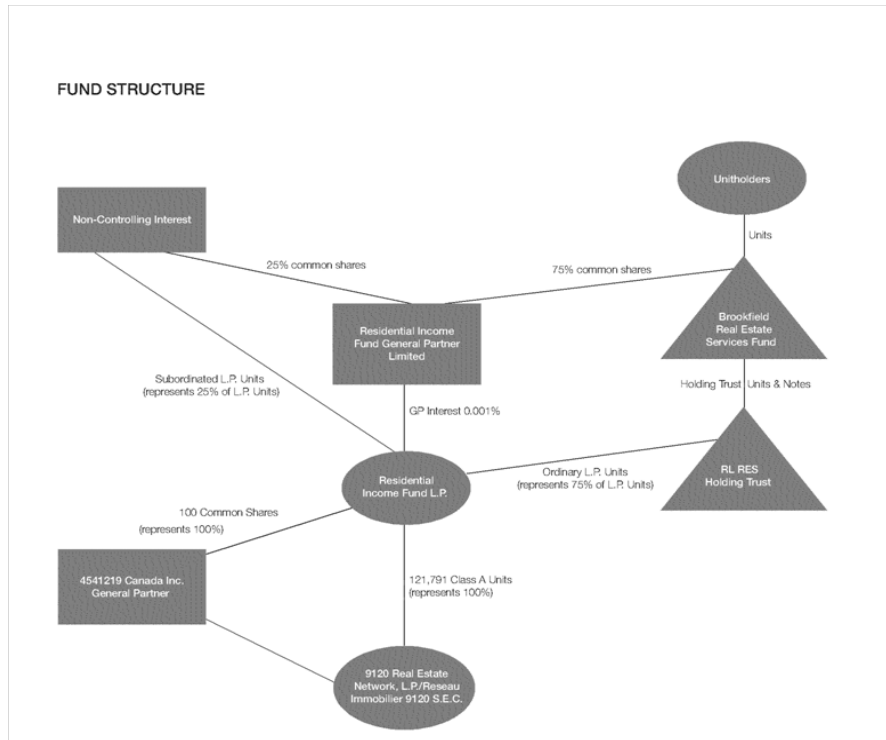 FUND STRUCTURE
Unitholders
Non-Controlling Interest
Units
25% common shares
75% common shares
Residential Income
Fund General Partner
Limited
Brookfield
Real Estate
Services Fund
Subordinated L.P. Units
(represents 25% of L.P. Units)
Holding Trust Units & Notes
GP Interest 0.001%
Residential
Income Fund L.P.
Ordinary L.P. Units
(represents 75% of L.P. Units)
RL RES
Holding Trust
100 Common Shares
(represents 100%)
4541219 Canada Inc.
General Partner
121,791 Class A Units
(represents 100%)
9120 Real Estate
Network, L.P./Reseau
Immobilier 9120 S.E.C.